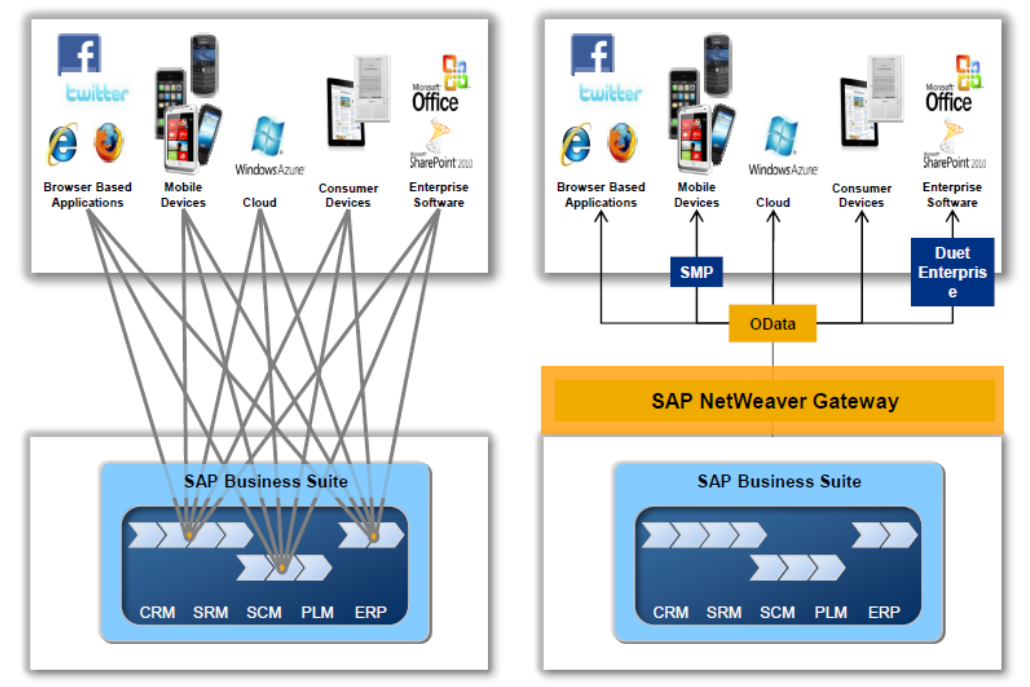 f
twitter
Microsoft
Office
Microsoft
SharePoint 2010
Windows Azure
Browser Based
Applications
Mobile
Devices
Cloud
Consumer
Devices
Enterprise
Software
SAP Business Suite
CRM SRM SCM PLM ERP
f
twitter
Microsoft
Office
Microsoft
SharePoint 2010
Windows Azure
Browser Based
Applications
Mobile
Devices
Cloud
Consumer
Devices
Enterprise
Software
SMP
Duet
Enterpris
e
OData
SAP NetWeaver Gateway
SAP Business Suite
CRM SRM SCM PLM ERP